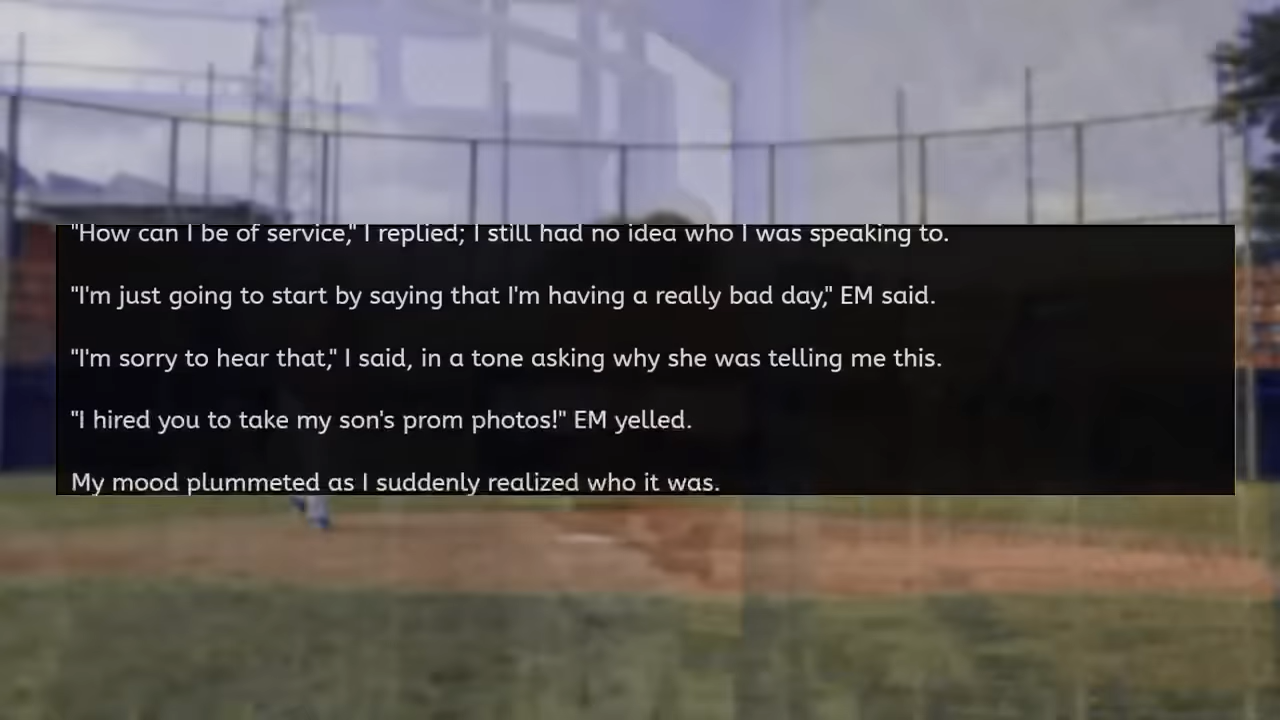 "How can I be of service," I replied; I still had no idea who I was speaking to.
"I'm just going to start by saying that I'm having a really bad day," EM said.
"I'm sorry to hear that," I said, in a tone asking why she was telling me this.
"I hired you to take my son's prom photos!" EM yelled.
My mood plummeted as I suddenly realized who it was.